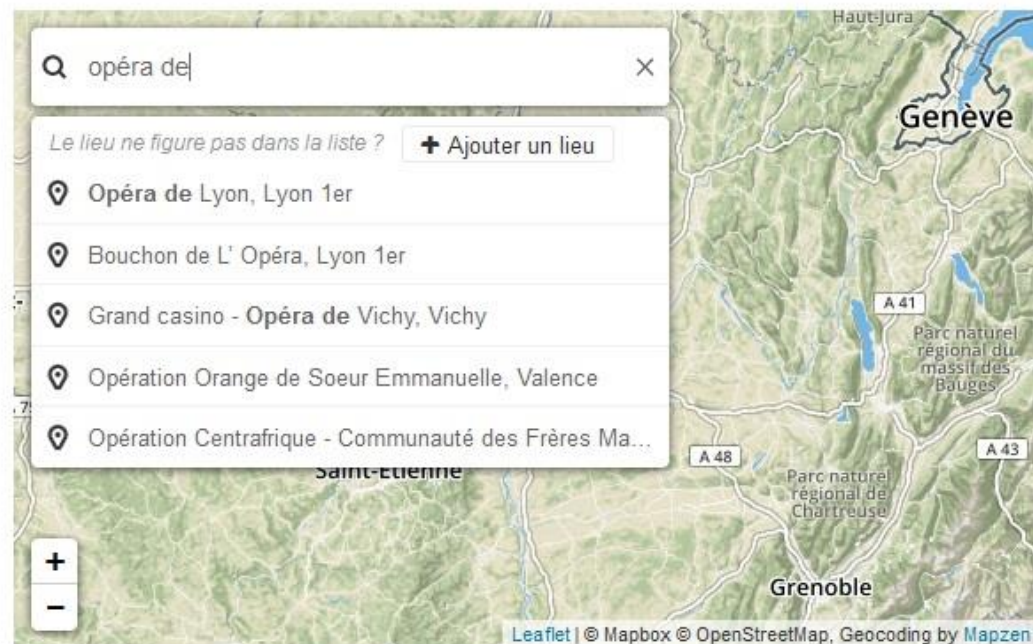 Haut-Jura
opéra de
×
Genève
Le lieu ne figure pas dans la liste ?
+ Ajouter un lieu
Opéra de Lyon, Lyon 1er
Bouchon de L' Opéra, Lyon 1er
Grand casino - Opéra de Vichy, Vichy
A 41
Parc naturel
régional du
massif des
Bauges
Opération Orange de Soeur Emmanuelle, Valence
Opération Centrafrique - Communauté des Frères Ma...
A 48
A 43
Saint-Étienne
Parc naturel
régional de
Chartreuse
+
−
Grenoble
Leaflet | © Mapbox © OpenStreetMap, Geocoding by Mapzen